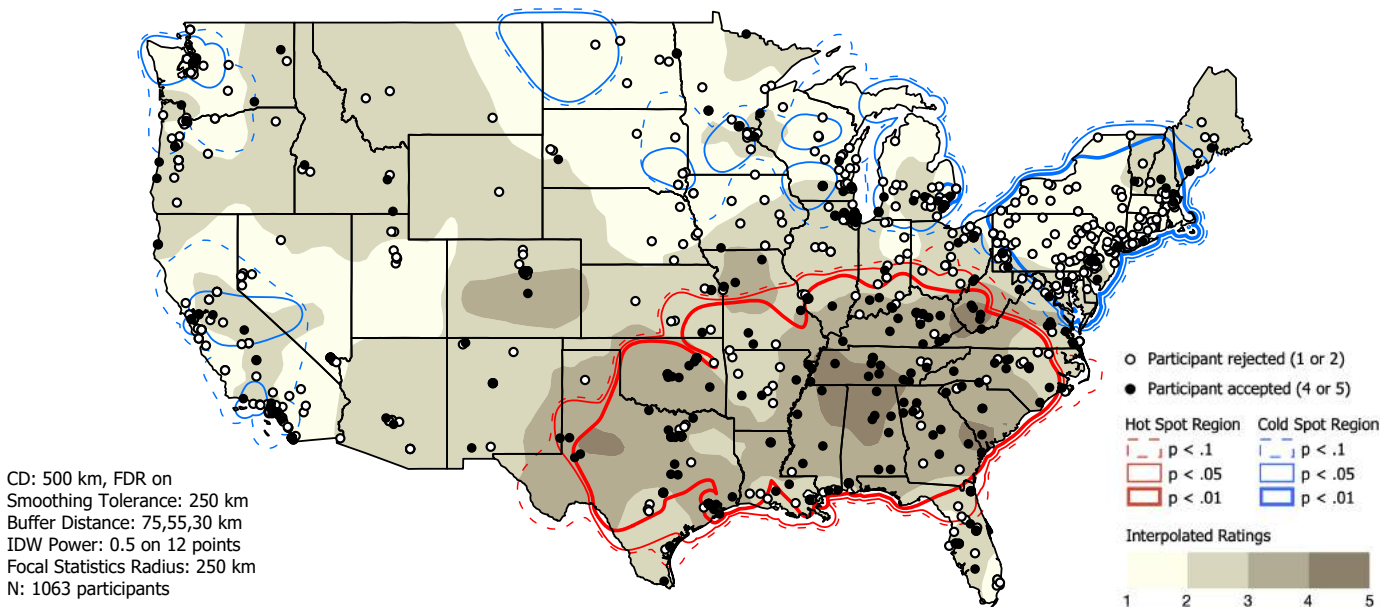 CD: 500 km, FDR on
Smoothing Tolerance: 250 km
Buffer Distance: 75,55,30 km
IDW Power: 0.5 on 12 points
Focal Statistics Radius: 250 km
N: 1063 participants
Participant rejected (1 or 2)
Participant accepted (4 or 5)
Hot Spot Region Cold Spot Region
p < .1 p < .1
p < .05 p < .05
p < .01 p < .01
Interpolated Ratings
1 2 3 4 5